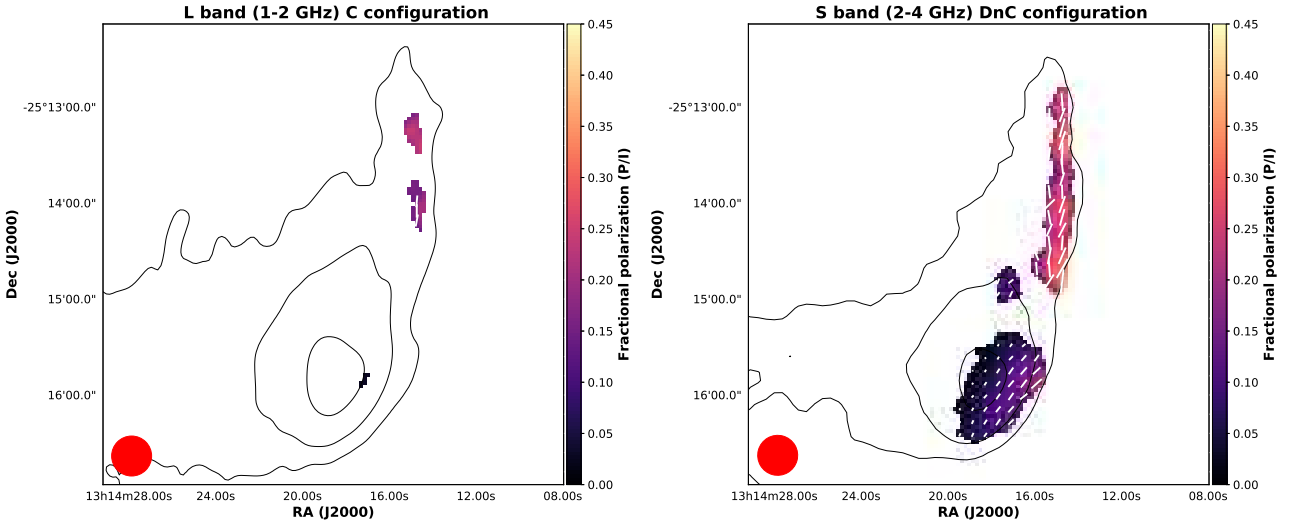 L band (1-2 GHz) C configuration
Dec (J2000)
-25°13'00.0"
14'00.0"
15'00.0"
16'00.0"
13h14m28.00s 24.00s 20.00s 16.00s 12.00s 08.00s
RA (J2000)
0.45
0.40
0.35
0.30
0.25
0.20
0.15
0.10
0.05
0.00
Fractional polarization (P/I)
S band (2-4 GHz) DnC configuration
Dec (J2000)
-25°13'00.0"
14'00.0"
15'00.0"
16'00.0"
13h14m28.00s 24.00s 20.00s 16.00s 12.00s 08.00s
RA (J2000)
0.45
0.40
0.35
0.30
0.25
0.20
0.15
0.10
0.05
0.00
Fractional polarization (P/I)